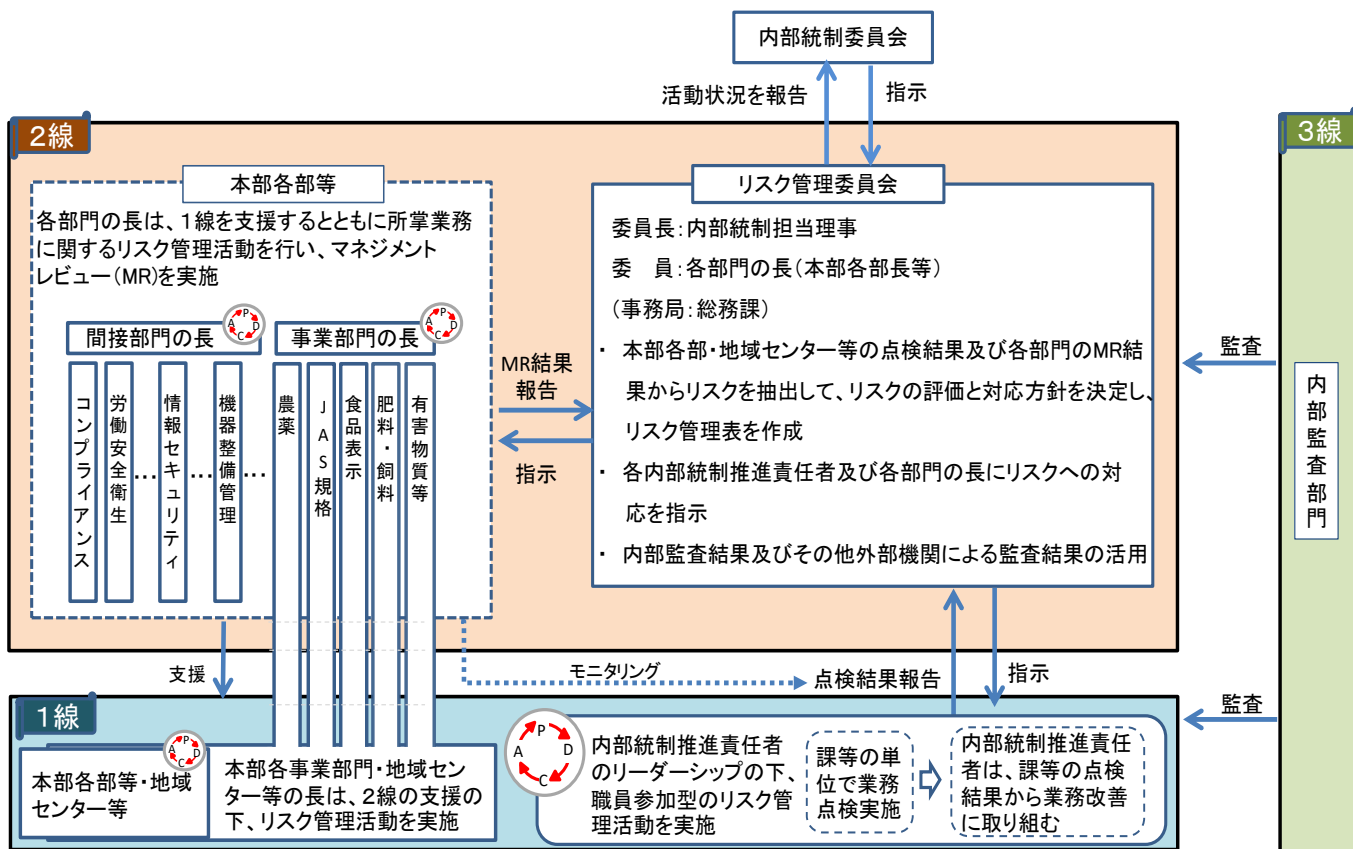 内部統制委員会
活動状況を報告
指示
2線
3線
本部各部等
各部門の長は、1線を支援するとともに所掌業務
に関するリスク管理活動を行い、マネジメント
レビュー(MR)を実施
間接部門の長
A P D C
事業部門の長
A P D C
コンプライアンス
労働安全衛生
…
情報セキュリティ
…
機器整備管理
…
農薬
JAS規格
食品表示
肥料・飼料
有害物質等
MR結果
報告
指示
リスク管理委員会
委員長:内部統制担当理事
委 員:各部門の長(本部各部長等)
(事務局:総務課)
・ 本部各部・地域センター等の点検結果及び各部門のMR結
果からリスクを抽出して、リスクの評価と対応方針を決定し、
リスク管理表を作成
・ 各内部統制推進責任者及び各部門の長にリスクへの対
応を指示
・ 内部監査結果及びその他外部機関による監査結果の活用
監査
内部監査部門
支援
モニタリング
点検結果報告
指示
監査
1線
A P D C
本部各部等・地域
センター等
本部各事業部門・地域セン
ター等の長は、2線の支援の
下、リスク管理活動を実施
A P D C
内部統制推進責任者
のリーダーシップの下、
職員参加型のリスク管
理活動を実施
課等の単
位で業務
点検実施
内部統制推進責任
者は、課等の点検
結果から業務改善
に取り組む